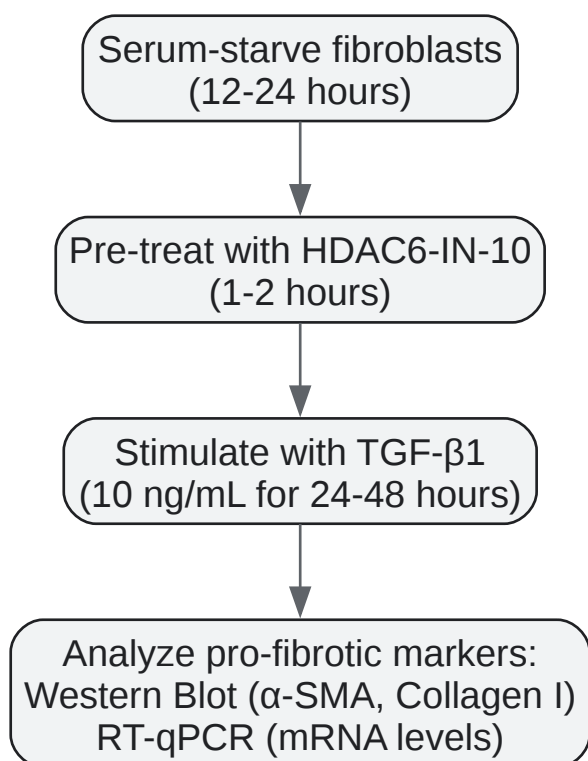 Serum-starve fibroblasts
(12-24 hours)
Pre-treat with HDAC6-IN-10
(1-2 hours)
Stimulate with TGF-β1
(10 ng/mL for 24-48 hours)
Analyze pro-fibrotic markers:
Western Blot (α-SMA, Collagen I)
RT-qPCR (mRNA levels)